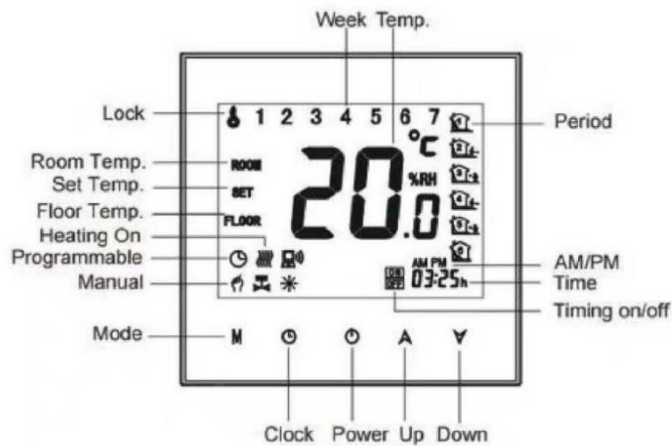 Week Temp.
Lock
1 2 3 4 5 6 7
Period
°C
Room Temp.
ROOM
Set Temp.
SET
20.0
%RH
Floor Temp.
FLOOR
Heating On
Programmable
AM PM
AM/PM
Manual
ON
OFF
03:25h
Time
Timing on/off
Mode
M
Clock
Power
Up
Down